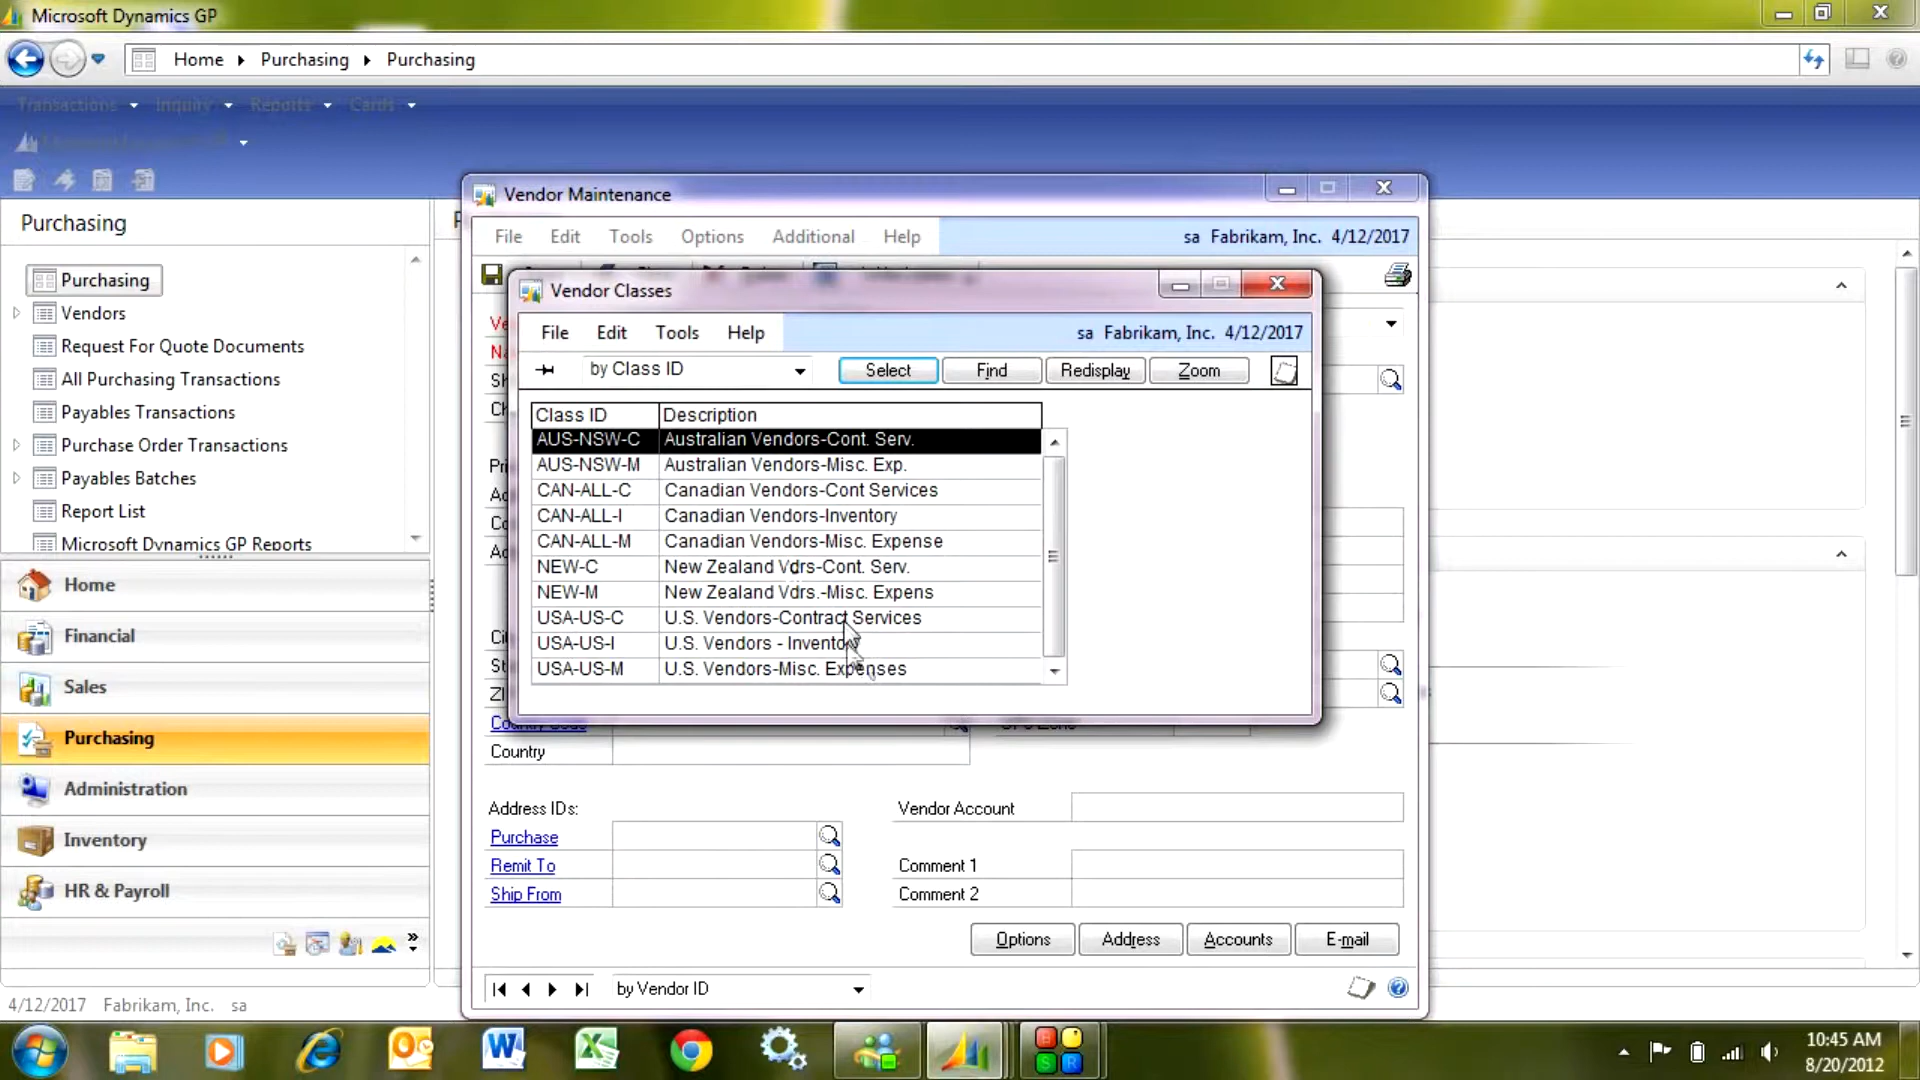 Microsoft Dynamics GP
Home Purchasing Purchasing
Transactions Inquiry Reports Cards
Purchasing
Purchasing
Vendors
Request For Quote Documents
All Purchasing Transactions
Payables Transactions
Purchase Order Transactions
Payables Batches
Report List
Microsoft Dynamics GP Reports
Home
Financial
Sales
Purchasing
Administration
Inventory
HR & Payroll
4/12/2017 Fabrikam, Inc. sa
Vendor Maintenance
File Edit Tools Options Additional Help
sa Fabrikam, Inc. 4/12/2017
Vendor Classes
File Edit Tools Help
sa Fabrikam, Inc. 4/12/2017
by Class ID
Select Find Redisplay Zoom
Class ID Description
AUS-NSW-C Australian Vendors-Cont. Serv.
AUS-NSW-M Australian Vendors-Misc. Exp.
CAN-ALL-C Canadian Vendors-Cont Services
CAN-ALL-I Canadian Vendors-Inventory
CAN-ALL-M Canadian Vendors-Misc. Expense
NEW-C New Zealand Vdrs-Cont. Serv.
NEW-M New Zealand Vdrs.-Misc. Expens
USA-US-C U.S. Vendors-Contract Services
USA-US-I U.S. Vendors - Inventory
USA-US-M U.S. Vendors-Misc. Expenses
Country Code
Country
Address IDs:
Purchase
Remit To
Ship From
Vendor Account
Comment 1
Comment 2
Options Address Accounts E-mail
by Vendor ID
10:45 AM
8/20/2012